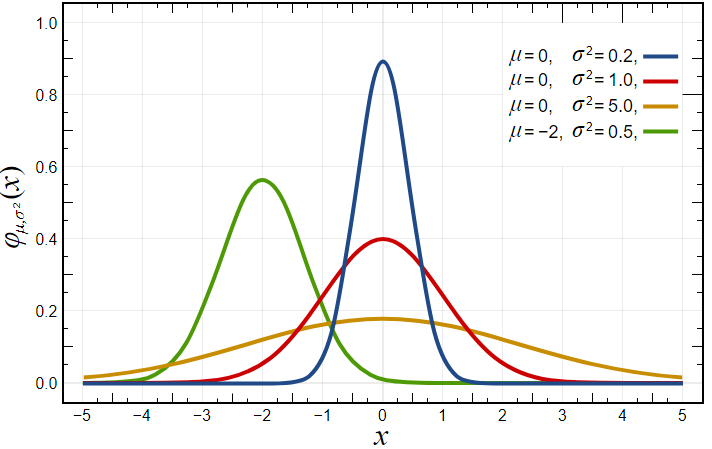 1.0
0.8
0.6
0.4
0.2
0.0
φμ,σ²(x)
μ = 0, σ² = 0.2,
μ = 0, σ² = 1.0,
μ = 0, σ² = 5.0,
μ = −2, σ² = 0.5,
−5 −4 −3 −2 −1 0 1 2 3 4 5
x